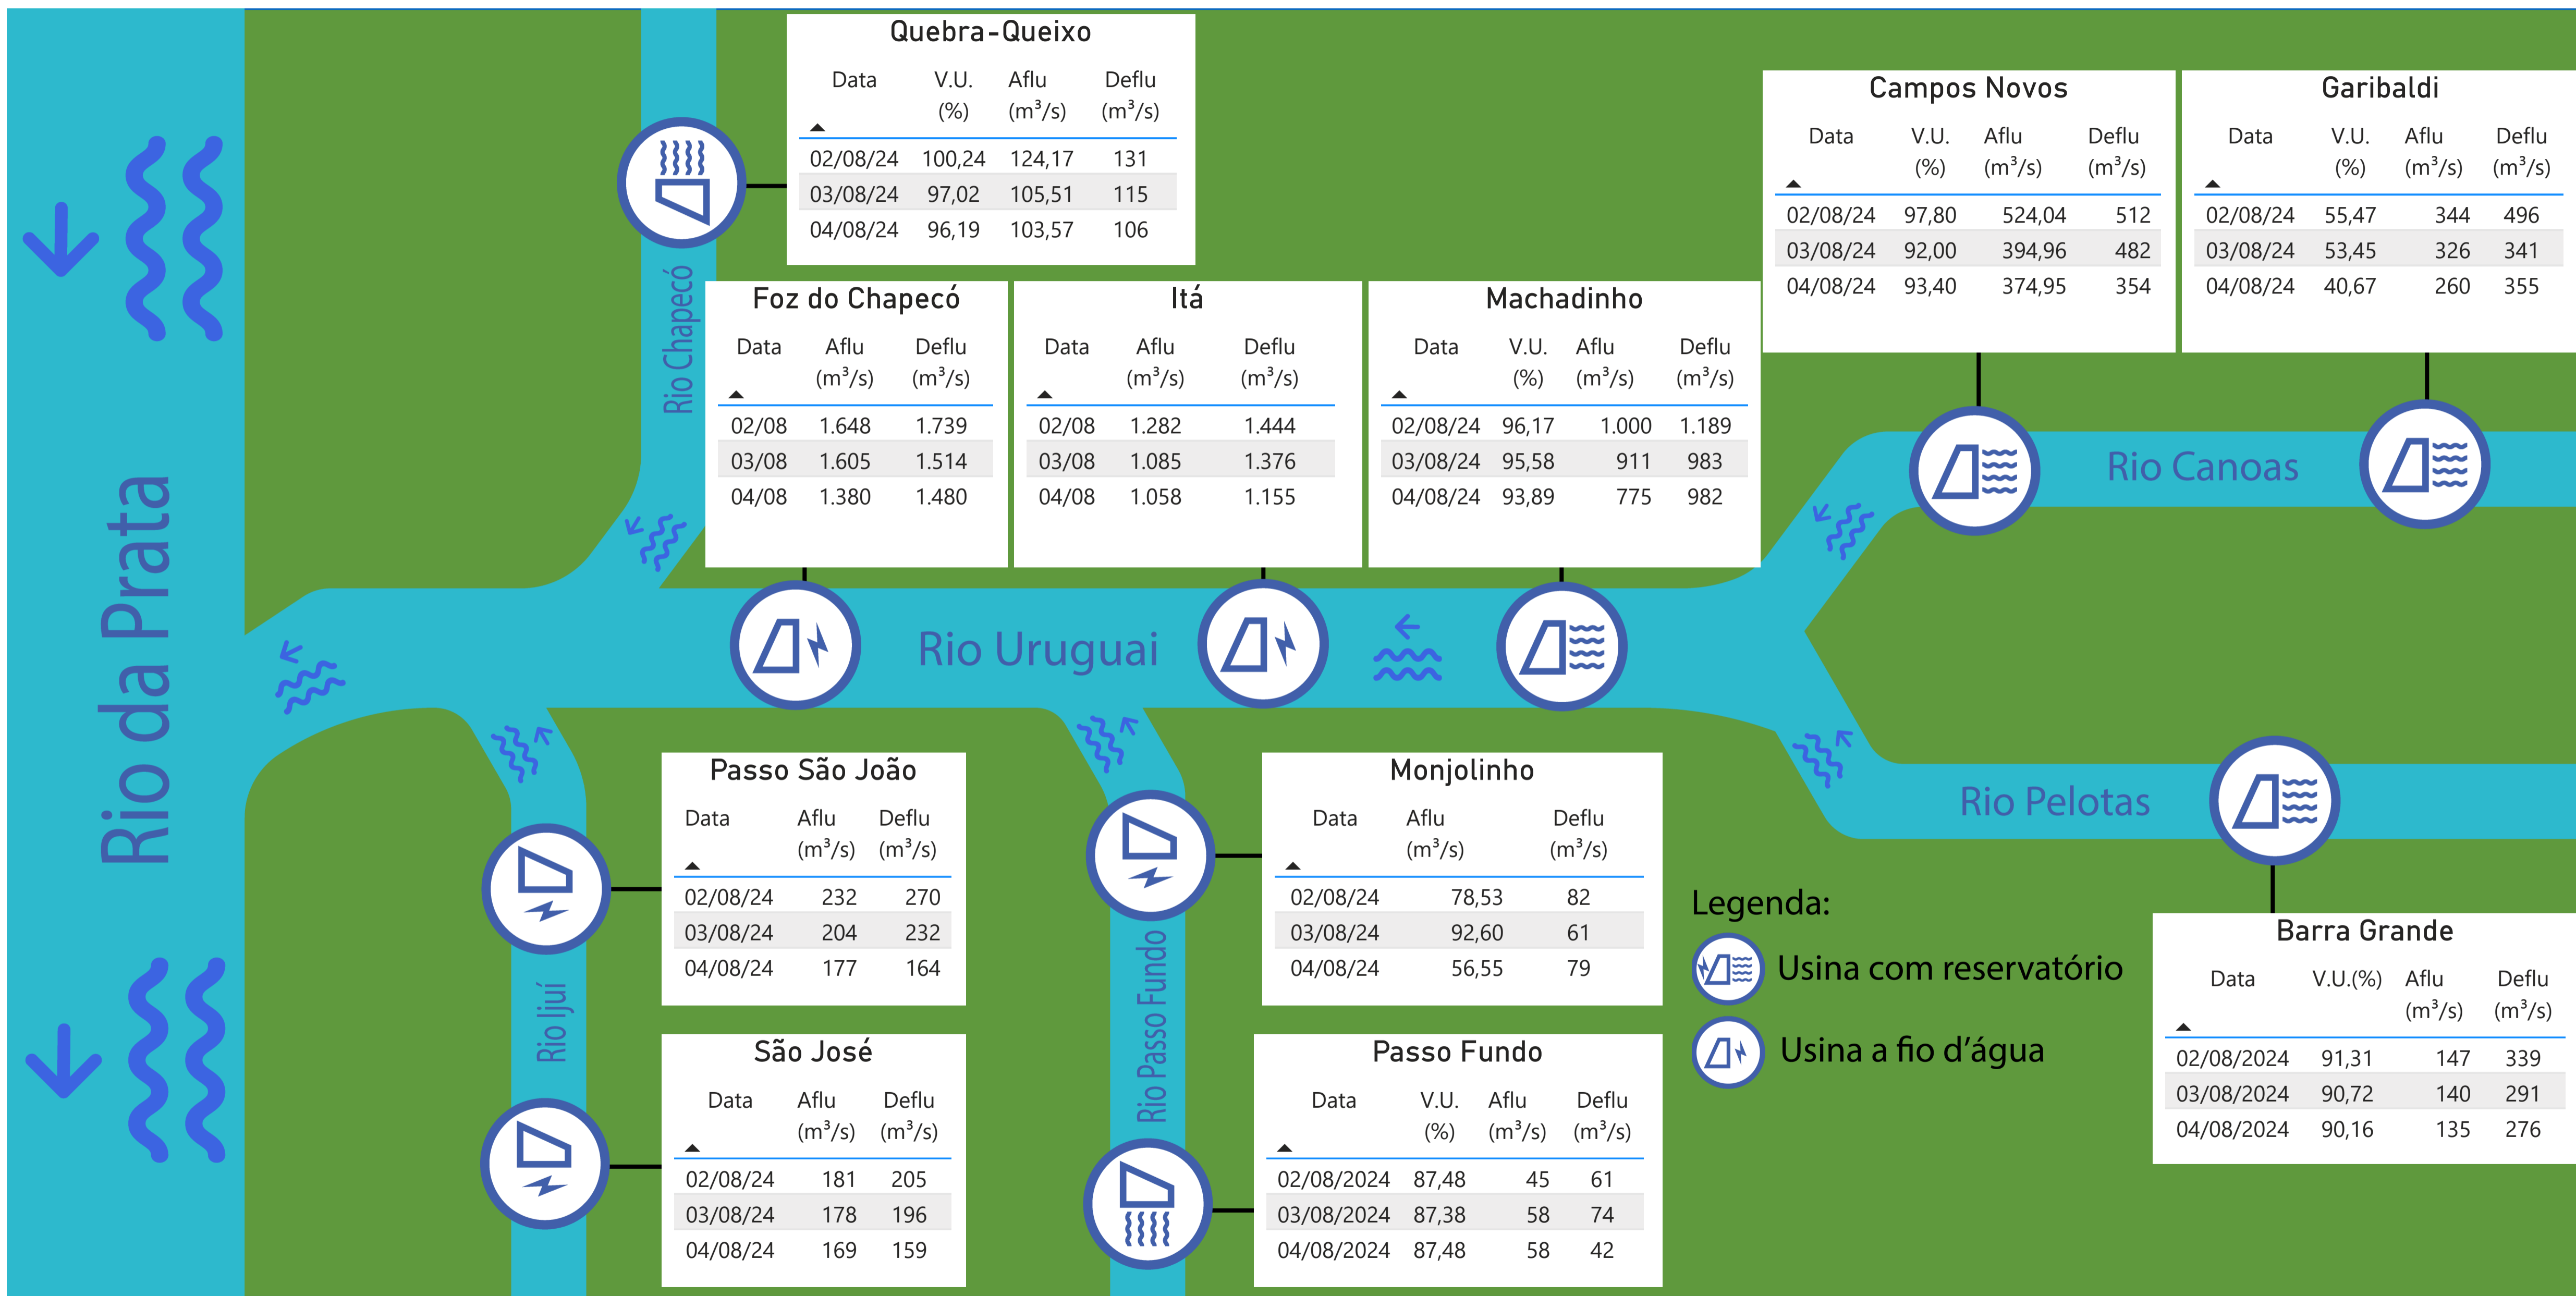 Quebra-Queixo
Data V.U. (%) Aflu (m³/s) Deflu (m³/s)
02/08/24 100,24 124,17 131
03/08/24 97,02 105,51 115
04/08/24 96,19 103,57 106
Campos Novos
Data V.U. (%) Aflu (m³/s) Deflu (m³/s)
02/08/24 97,80 524,04 512
03/08/24 92,00 394,96 482
04/08/24 93,40 374,95 354
Garibaldi
Data V.U. (%) Aflu (m³/s) Deflu (m³/s)
02/08/24 55,47 344 496
03/08/24 53,45 326 341
04/08/24 40,67 260 355
Rio Chapecó
Foz do Chapecó
Data Aflu (m³/s) Deflu (m³/s)
02/08 1.648 1.739
03/08 1.605 1.514
04/08 1.380 1.480
Itá
Data Aflu (m³/s) Deflu (m³/s)
02/08 1.282 1.444
03/08 1.085 1.376
04/08 1.058 1.155
Machadinho
Data V.U. (%) Aflu (m³/s) Deflu (m³/s)
02/08/24 96,17 1.000 1.189
03/08/24 95,58 911 983
04/08/24 93,89 775 982
Rio Canoas
Rio da Prata
Rio Uruguai
Rio Pelotas
Passo São João
Data Aflu (m³/s) Deflu (m³/s)
02/08/24 232 270
03/08/24 204 232
04/08/24 177 164
Monjolinho
Data Aflu (m³/s) Deflu (m³/s)
02/08/24 78,53 82
03/08/24 92,60 61
04/08/24 56,55 79
Rio Ijuí
Rio Passo Fundo
São José
Data Aflu (m³/s) Deflu (m³/s)
02/08/24 181 205
03/08/24 178 196
04/08/24 169 159
Passo Fundo
Data V.U. (%) Aflu (m³/s) Deflu (m³/s)
02/08/2024 87,48 45 61
03/08/2024 87,38 58 74
04/08/2024 87,48 58 42
Legenda:
Usina com reservatório
Usina a fio d'água
Barra Grande
Data V.U.(%) Aflu (m³/s) Deflu (m³/s)
02/08/2024 91,31 147 339
03/08/2024 90,72 140 291
04/08/2024 90,16 135 276